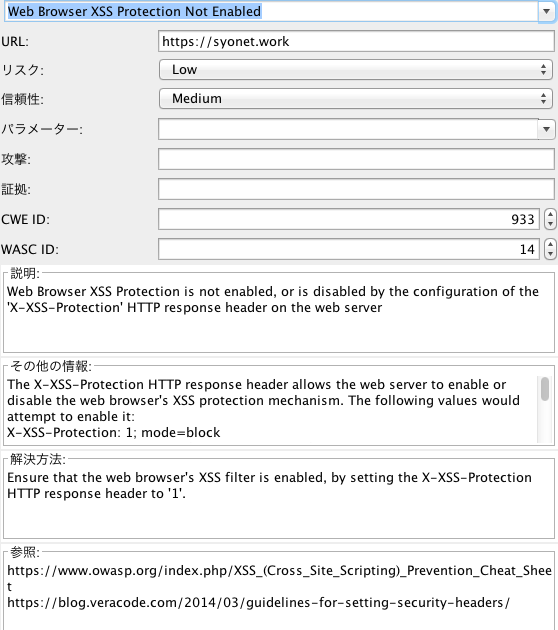 Web Browser XSS Protection Not Enabled
URL: https://syonet.work
リスク: Low
信頼性: Medium
パラメーター:
攻撃:
証拠:
CWE ID: 933
WASC ID: 14
説明:
Web Browser XSS Protection is not enabled, or is disabled by the configuration of the
'X-XSS-Protection' HTTP response header on the web server
その他の情報:
The X-XSS-Protection HTTP response header allows the web server to enable or
disable the web browser's XSS protection mechanism. The following values would
attempt to enable it:
X-XSS-Protection: 1; mode=block
解決方法:
Ensure that the web browser's XSS filter is enabled, by setting the X-XSS-Protection
HTTP response header to '1'.
参照:
https://www.owasp.org/index.php/XSS_(Cross_Site_Scripting)_Prevention_Cheat_Shee
t
https://blog.veracode.com/2014/03/guidelines-for-setting-security-headers/